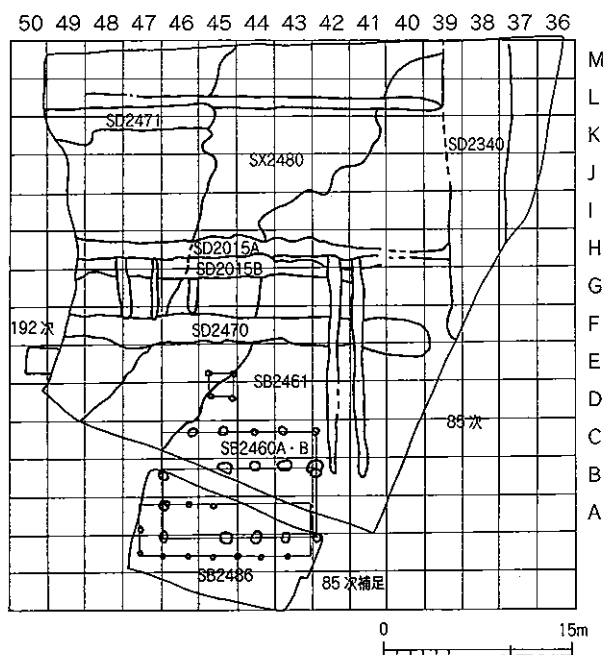 50 49 48 47 46 45 44 43 42 41 40 39 38 37 36
M
L
SD2471
K
SD2340
SX2480
J
I
SD2015A
H
SD2015B
G
192次
SD2470
F
E
SB2461
D
85次
C
SB2460A・B
B
A
SB2486
85次補足
0
15m